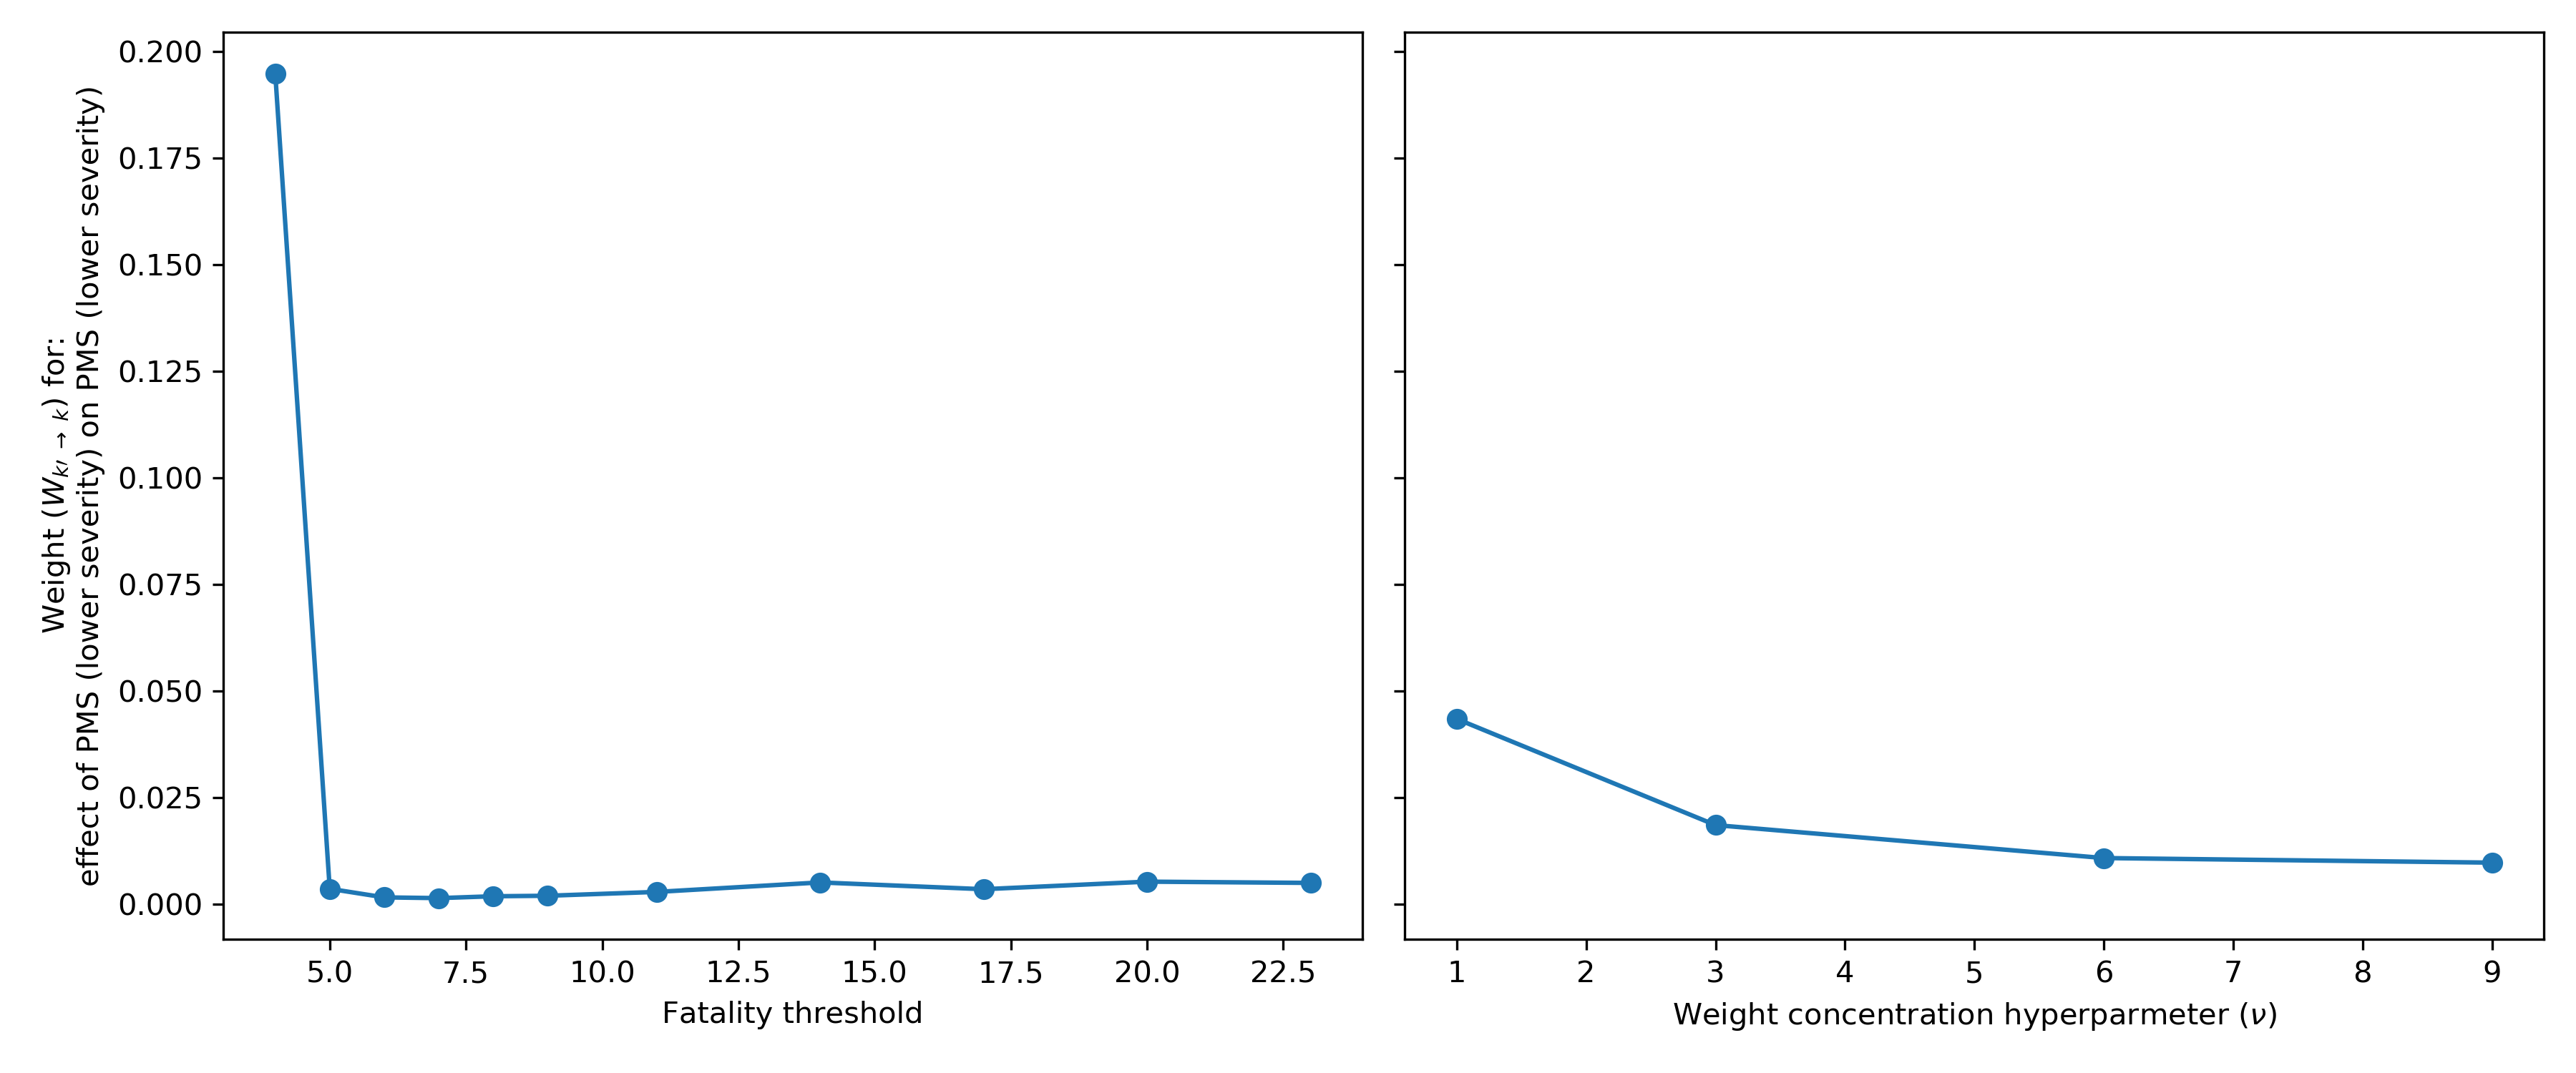 Weight (W_{k′ → k}) for:
effect of PMS (lower severity) on PMS (lower severity)
0.200
0.175
0.150
0.125
0.100
0.075
0.050
0.025
0.000
5.0 7.5 10.0 12.5 15.0 17.5 20.0 22.5
Fatality threshold
1 2 3 4 5 6 7 8 9
Weight concentration hyperparmeter (ν)